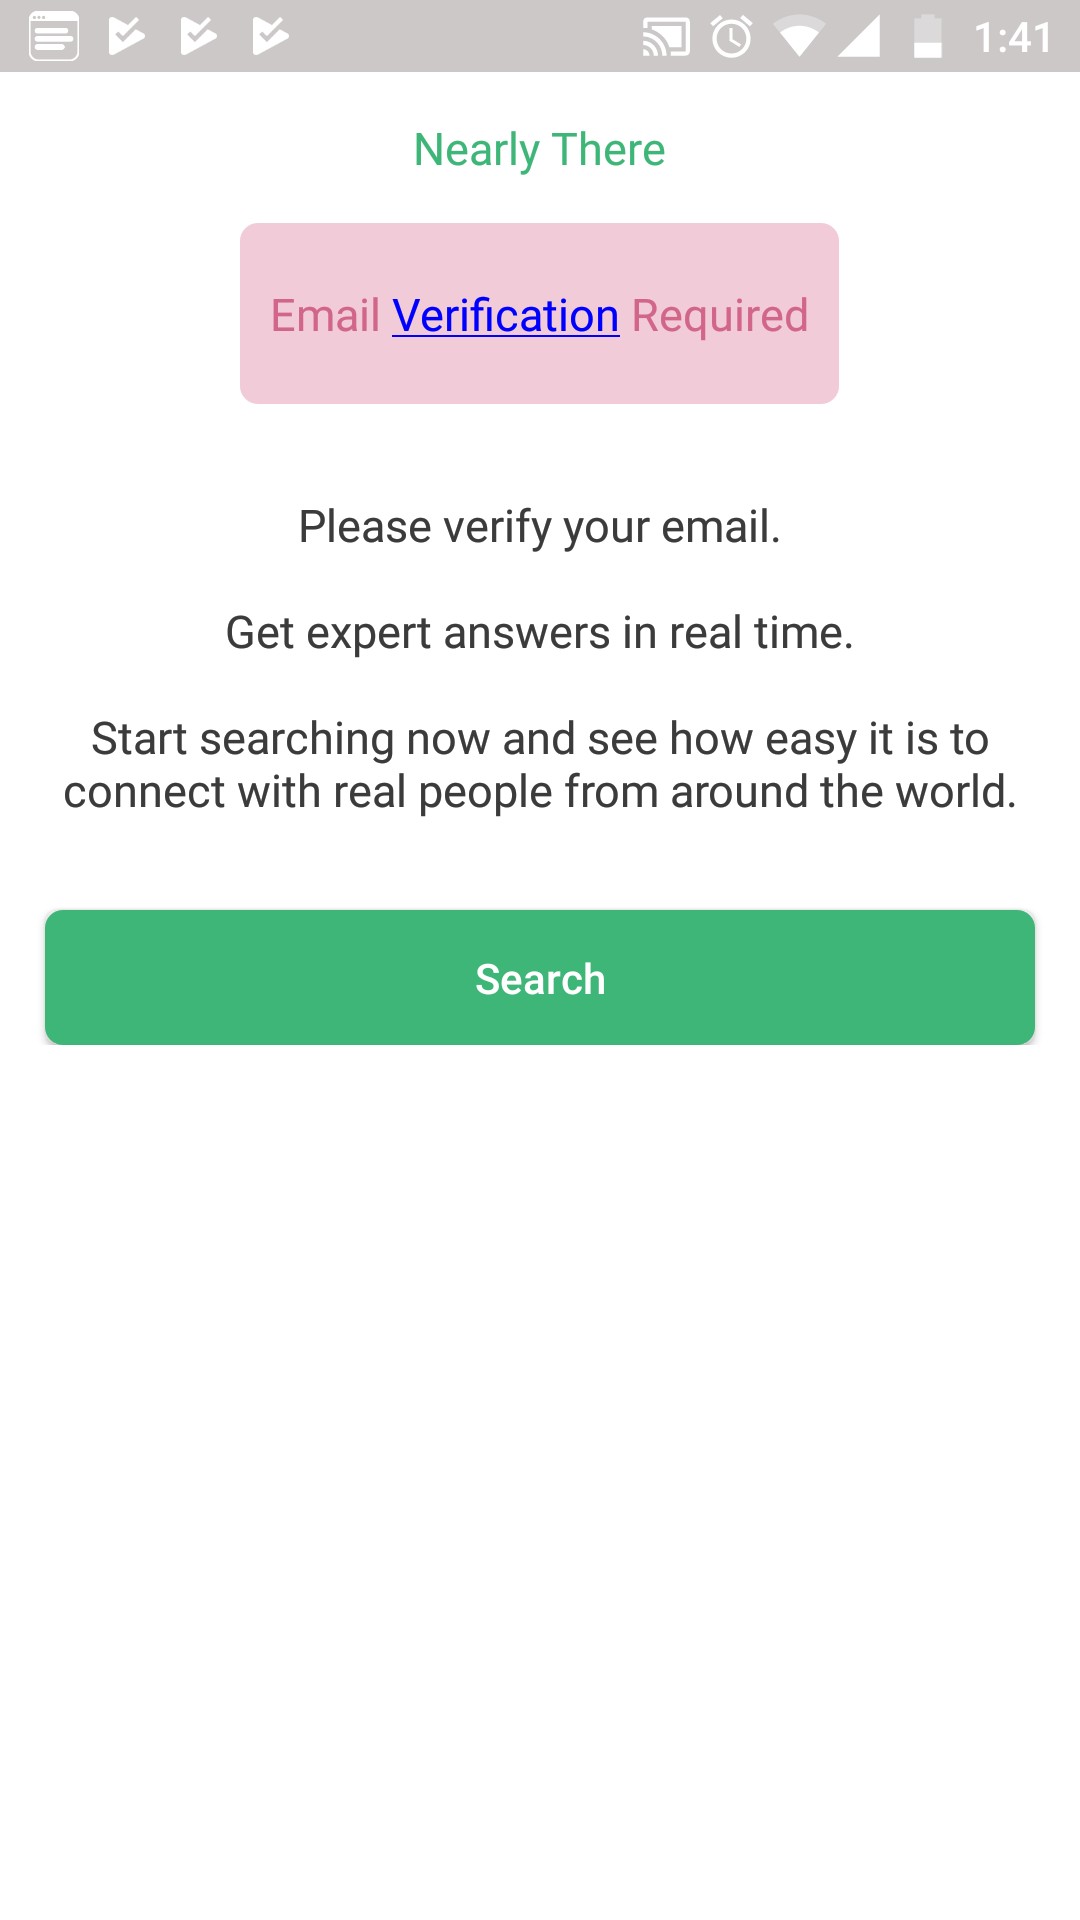 1:41
Nearly There
Email Verification Required
Please verify your email.
Get expert answers in real time.
Start searching now and see how easy it is to
connect with real people from around the world.
Search